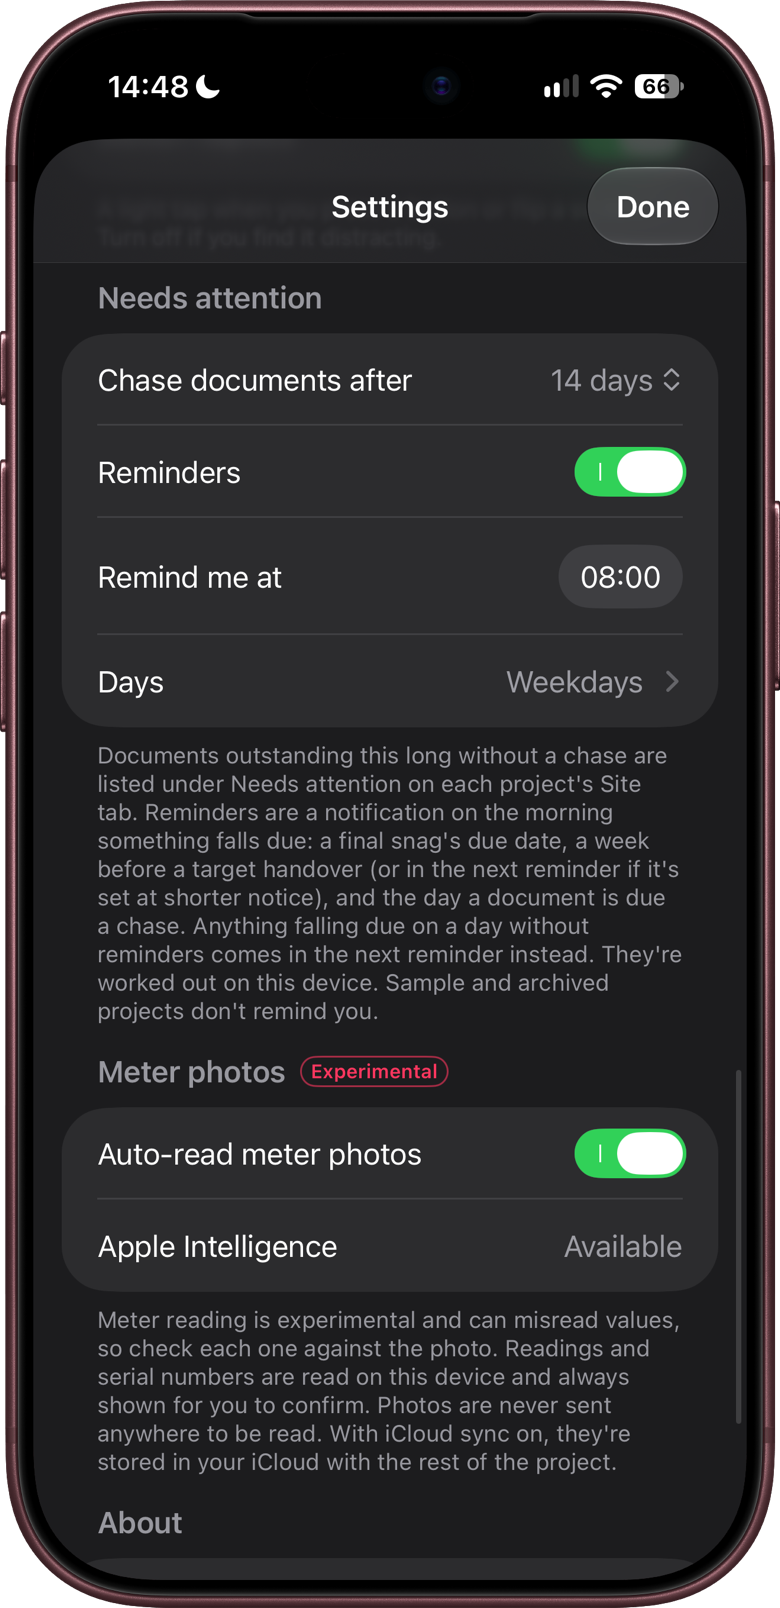 14:48
66
Settings
Done
Turn off if you find it distracting.
Needs attention
Chase documents after
14 days
Reminders
Remind me at
08:00
Days
Weekdays
Documents outstanding this long without a chase are
listed under Needs attention on each project's Site
tab. Reminders are a notification on the morning
something falls due: a final snag's due date, a week
before a target handover (or in the next reminder if it's
set at shorter notice), and the day a document is due
a chase. Anything falling due on a day without
reminders comes in the next reminder instead. They're
worked out on this device. Sample and archived
projects don't remind you.
Meter photos
Experimental
Auto-read meter photos
Apple Intelligence
Available
Meter reading is experimental and can misread values,
so check each one against the photo. Readings and
serial numbers are read on this device and always
shown for you to confirm. Photos are never sent
anywhere to be read. With iCloud sync on, they're
stored in your iCloud with the rest of the project.
About